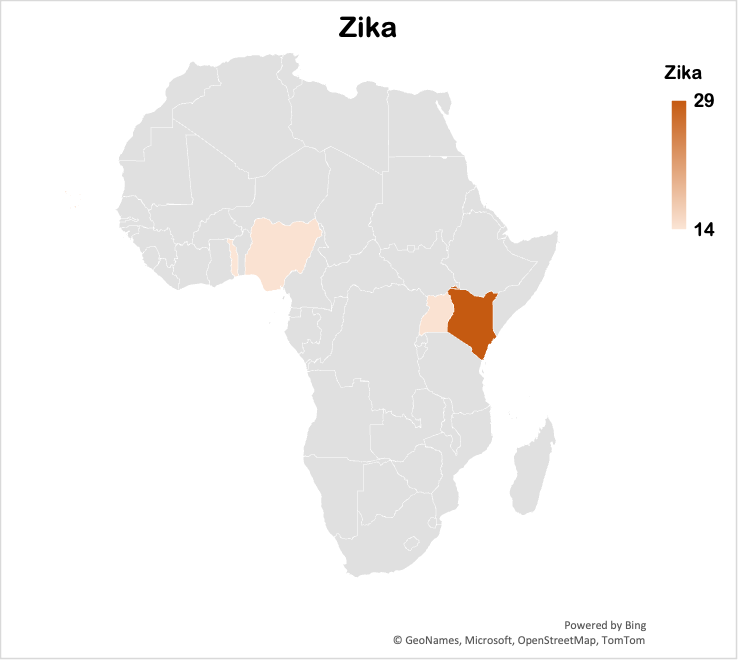 Zika
Zika
29
14
Powered by Bing
© GeoNames, Microsoft, OpenStreetMap, TomTom